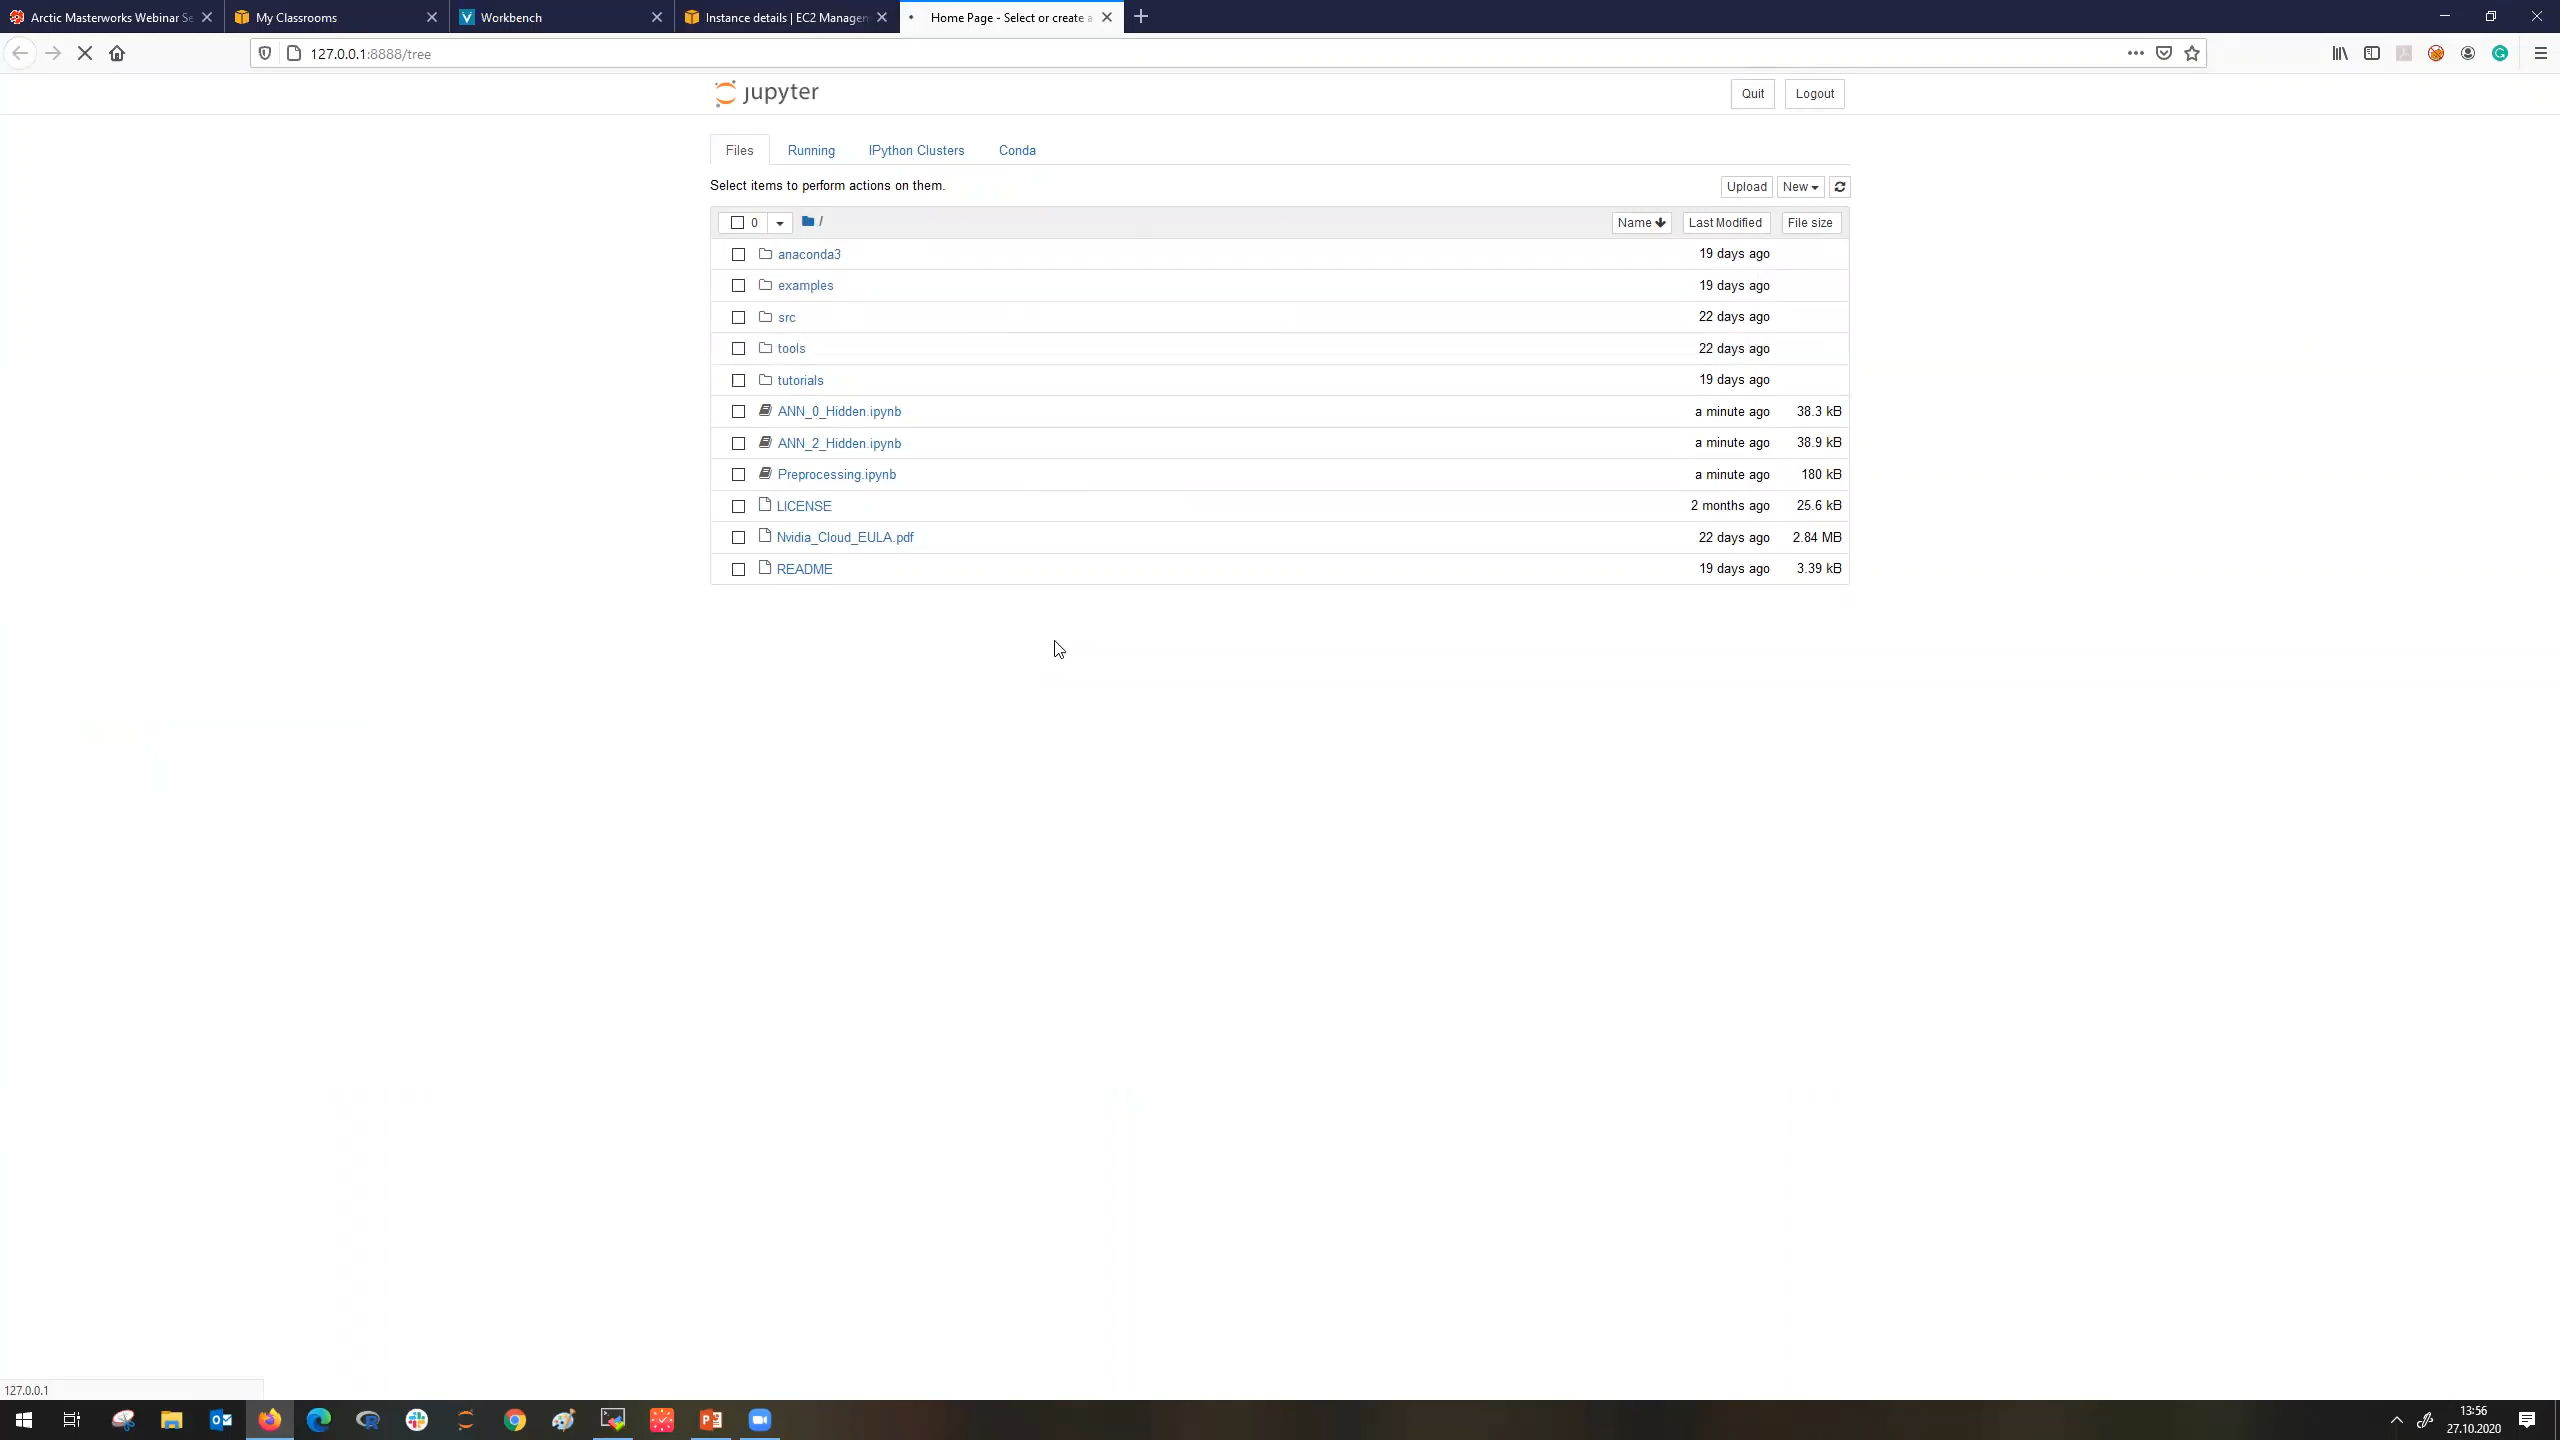 Arctic Masterworks Webinar Se
My Classrooms
Workbench
Instance details | EC2 Managem
Home Page - Select or create a
127.0.0.1:8888/tree
jupyter
Quit
Logout
Files
Running
IPython Clusters
Conda
Select items to perform actions on them.
Upload
New
0
/
Name
Last Modified
File size
anaconda3 19 days ago
examples 19 days ago
src 22 days ago
tools 22 days ago
tutorials 19 days ago
ANN_0_Hidden.ipynb a minute ago 38.3 kB
ANN_2_Hidden.ipynb a minute ago 38.9 kB
Preprocessing.ipynb a minute ago 180 kB
LICENSE 2 months ago 25.6 kB
Nvidia_Cloud_EULA.pdf 22 days ago 2.84 MB
README 19 days ago 3.39 kB
127.0.0.1
13:56
27.10.2020